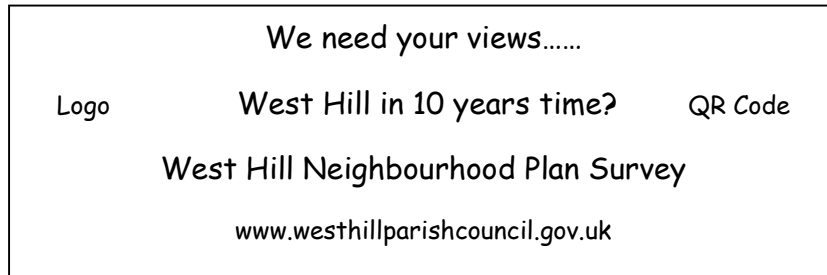 We need your views......
Logo West Hill in 10 years time? QR Code
West Hill Neighbourhood Plan Survey
www.westhillparishcouncil.gov.uk